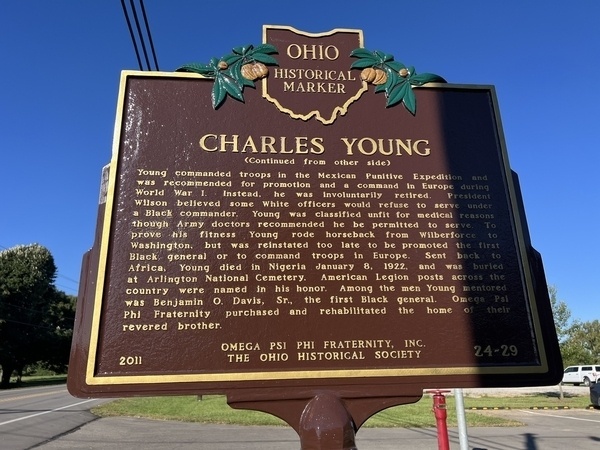 OHIO
HISTORICAL
MARKER
CHARLES YOUNG
(Continued from other side)
Young commanded troops in the Mexican Punitive Expedition and
was recommended for promotion and a command in Europe during
World War I. Instead, he was involuntarily retired. President
Wilson believed some White officers would refuse to serve under
a Black commander. Young was classified unfit for medical reasons
though Army doctors recommended he be permitted to serve. To
prove his fitness Young rode horseback from Wilberforce to
Washington, but was reinstated too late to be promoted the first
Black general or to command troops in Europe. Sent back to
Africa, Young died in Nigeria January 8, 1922, and was buried
at Arlington National Cemetery. American Legion posts across the
country were named in his honor. Among the men Young mentored
was Benjamin O. Davis, Sr., the first Black general. Omega Psi
Phi Fraternity purchased and rehabilitated the home of their
revered brother.
OMEGA PSI PHI FRATERNITY, INC.
THE OHIO HISTORICAL SOCIETY
2011
24-29